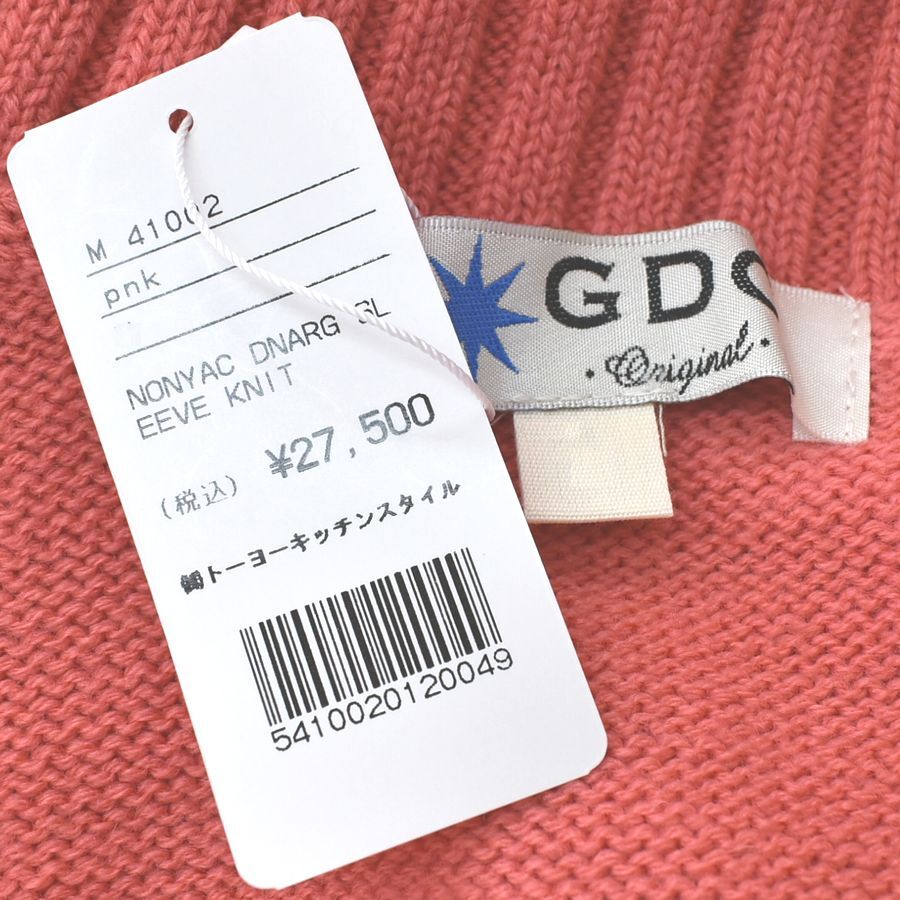 M 41002
pnk
NONYAC DNARG SL
EEVE KNIT
¥27,500
(税込)
㈱トーヨーキッチンスタイル
5410020120049
GD
・Original・